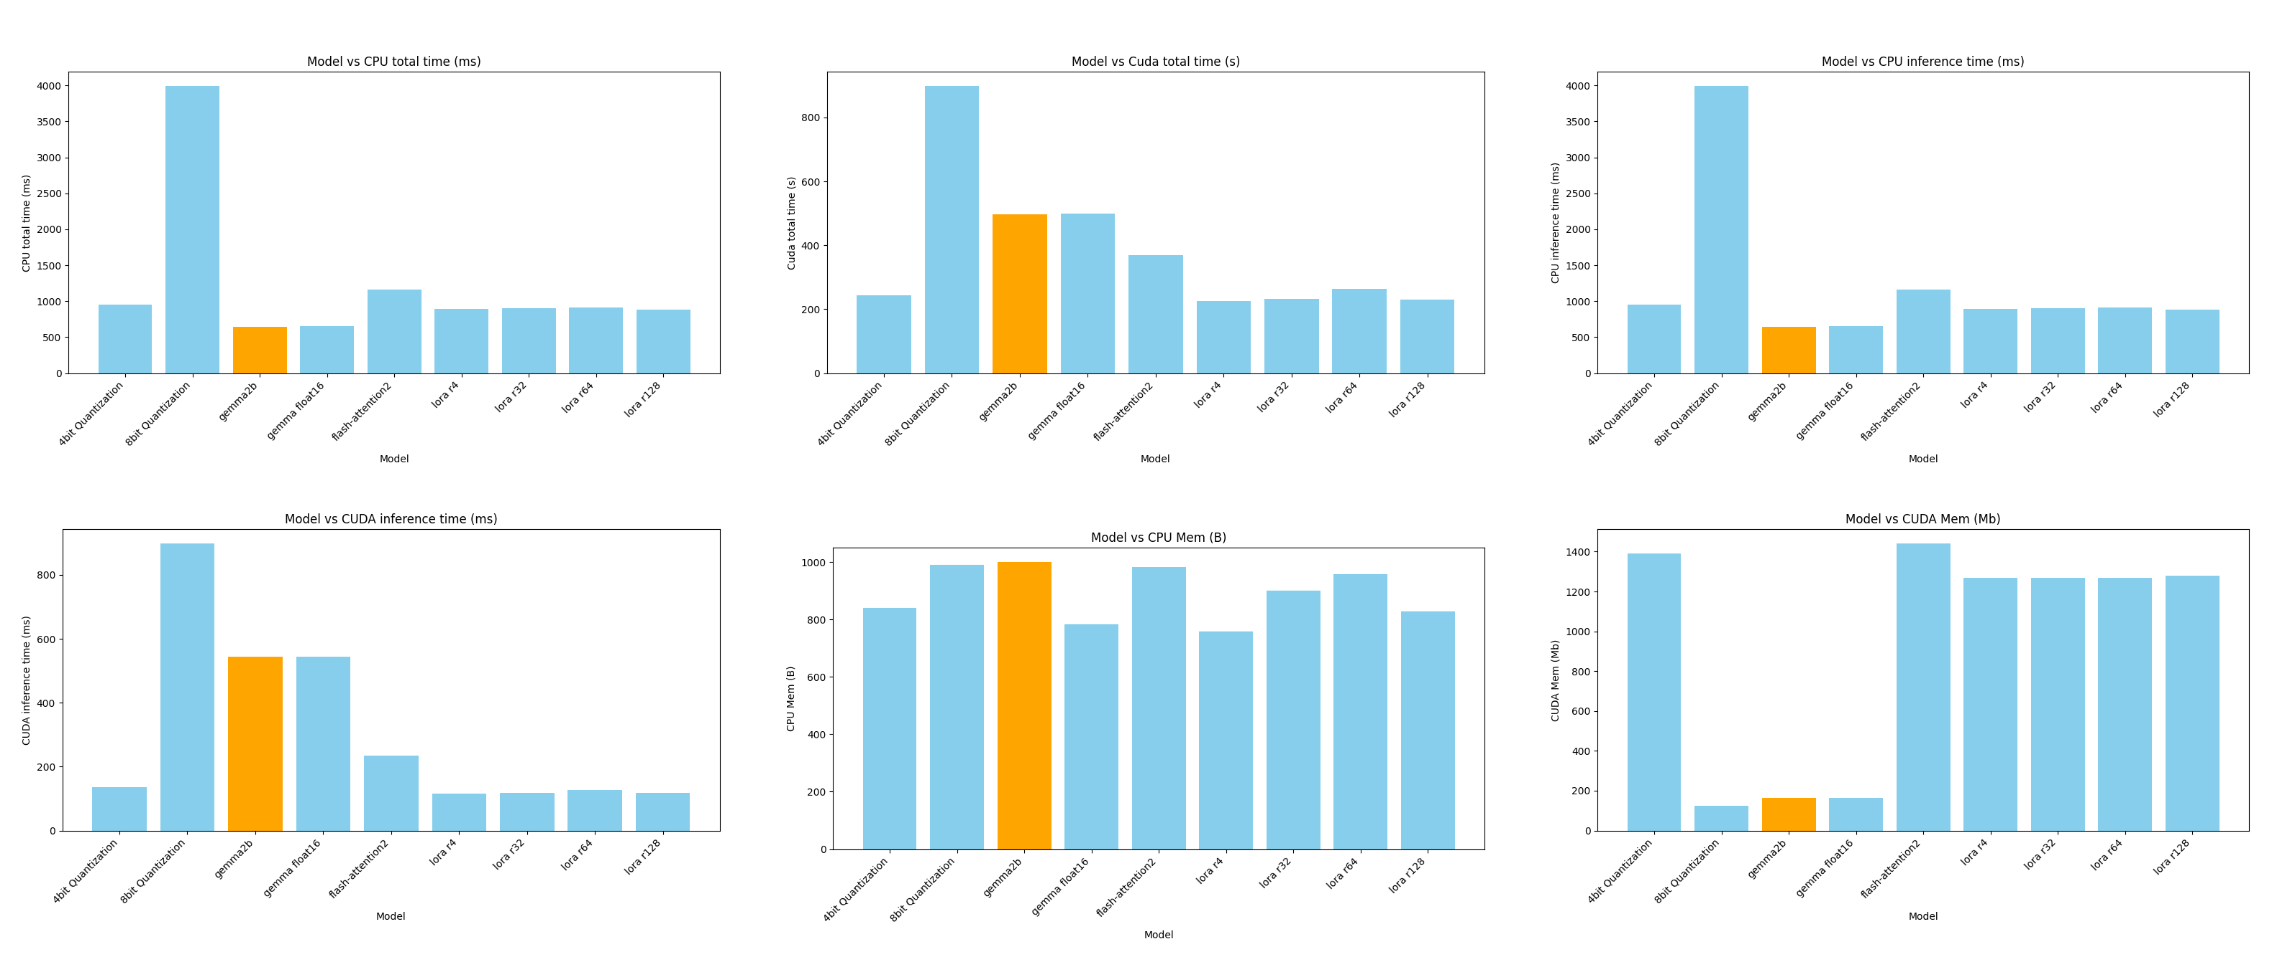 Model vs CPU total time (ms)
CPU total time (ms)
4000
3500
3000
2500
2000
1500
1000
500
0
4bit Quantization
8bit Quantization
gemma2b
gemma float16
flash-attention2
lora r4
lora r32
lora r64
lora r128
Model
Model vs Cuda total time (s)
Cuda total time (s)
800
600
400
200
0
4bit Quantization
8bit Quantization
gemma2b
gemma float16
flash-attention2
lora r4
lora r32
lora r64
lora r128
Model
Model vs CPU inference time (ms)
CPU inference time (ms)
4000
3500
3000
2500
2000
1500
1000
500
0
4bit Quantization
8bit Quantization
gemma2b
gemma float16
flash-attention2
lora r4
lora r32
lora r64
lora r128
Model
Model vs CUDA inference time (ms)
CUDA inference time (ms)
800
600
400
200
0
4bit Quantization
8bit Quantization
gemma2b
gemma float16
flash-attention2
lora r4
lora r32
lora r64
lora r128
Model
Model vs CPU Mem (B)
CPU Mem (B)
1000
800
600
400
200
0
4bit Quantization
8bit Quantization
gemma2b
gemma float16
flash-attention2
lora r4
lora r32
lora r64
lora r128
Model
Model vs CUDA Mem (Mb)
CUDA Mem (Mb)
1400
1200
1000
800
600
400
200
0
4bit Quantization
8bit Quantization
gemma2b
gemma float16
flash-attention2
lora r4
lora r32
lora r64
lora r128
Model